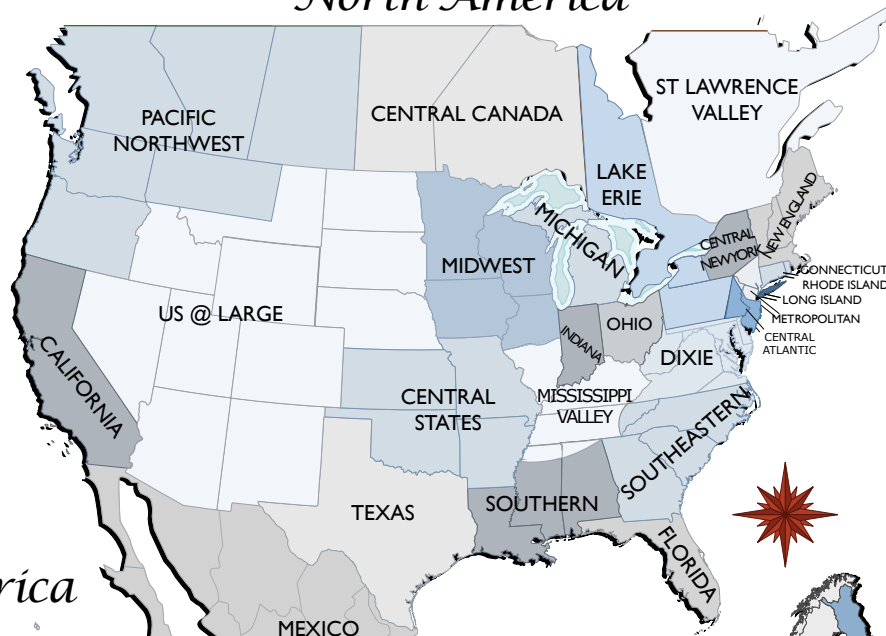 North America
ST LAWRENCE
VALLEY
CENTRAL CANADA
PACIFIC
NORTHWEST
LAKE
ERIE
NEW ENGLAND
MICHIGAN
CENTRAL
NEWYORK
MIDWEST
CONNECTICUT
RHODE ISLAND
LONG ISLAND
METROPOLITAN
CENTRAL
ATLANTIC
US @ LARGE
OHIO
INDIANA
DIXIE
CALIFORNIA
CENTRAL
STATES
MISSISSIPPI
VALLEY
SOUTHEASTERN
TEXAS
SOUTHERN
FLORIDA
rica
MEXICO